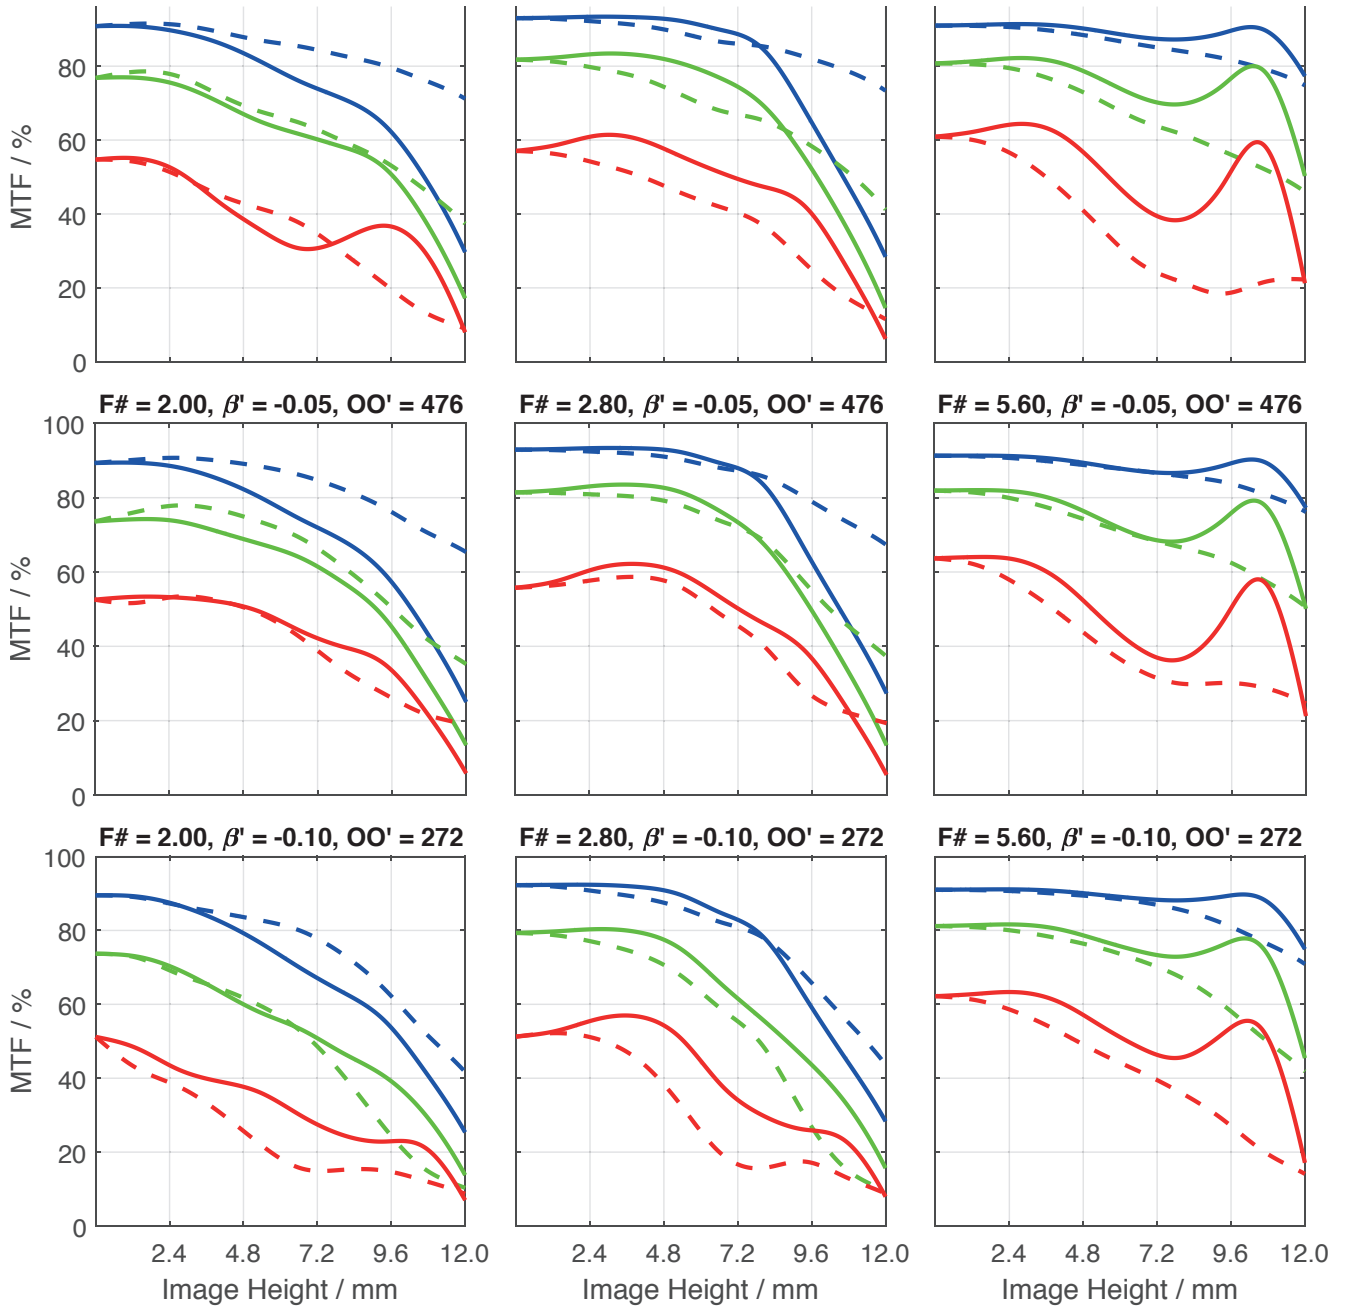 80
60
40
20
0
MTF / %
F# = 2.00, β' = -0.05, OO' = 476
F# = 2.80, β' = -0.05, OO' = 476
F# = 5.60, β' = -0.05, OO' = 476
100
80
60
40
20
0
MTF / %
F# = 2.00, β' = -0.10, OO' = 272
F# = 2.80, β' = -0.10, OO' = 272
F# = 5.60, β' = -0.10, OO' = 272
100
80
60
40
20
0
MTF / %
2.4 4.8 7.2 9.6 12.0
2.4 4.8 7.2 9.6 12.0
2.4 4.8 7.2 9.6 12.0
Image Height / mm
Image Height / mm
Image Height / mm